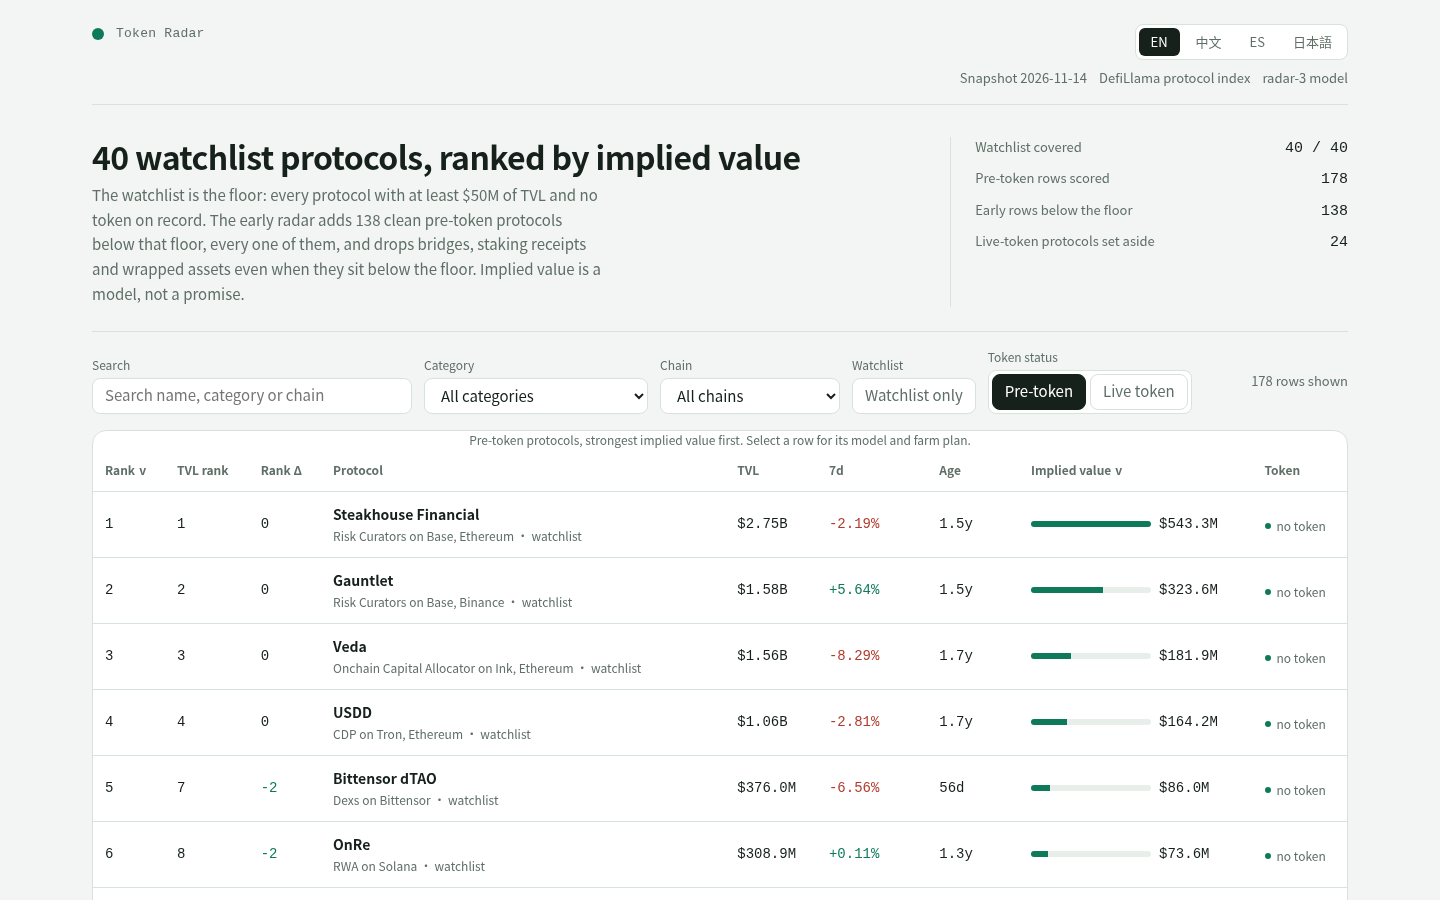 Token Radar
EN 中文 ES 日本語
Snapshot 2026-11-14 DefiLlama protocol index radar-3 model
40 watchlist protocols, ranked by implied value
The watchlist is the floor: every protocol with at least $50M of TVL and no
token on record. The early radar adds 138 clean pre-token protocols
below that floor, every one of them, and drops bridges, staking receipts
and wrapped assets even when they sit below the floor. Implied value is a
model, not a promise.
Watchlist covered 40 / 40
Pre-token rows scored 178
Early rows below the floor 138
Live-token protocols set aside 24
Search Category Chain Watchlist Token status
Search name, category or chain All categories All chains Watchlist only Pre-token Live token 178 rows shown
Pre-token protocols, strongest implied value first. Select a row for its model and farm plan.
Rank v TVL rank Rank Δ Protocol TVL 7d Age Implied value v Token
1 1 0 Steakhouse Financial $2.75B -2.19% 1.5y $543.3M no token
Risk Curators on Base, Ethereum • watchlist
2 2 0 Gauntlet $1.58B +5.64% 1.5y $323.6M no token
Risk Curators on Base, Binance • watchlist
3 3 0 Veda $1.56B -8.29% 1.7y $181.9M no token
Onchain Capital Allocator on Ink, Ethereum • watchlist
4 4 0 USDD $1.06B -2.81% 1.7y $164.2M no token
CDP on Tron, Ethereum • watchlist
5 7 -2 Bittensor dTAO $376.0M -6.56% 56d $86.0M no token
Dexs on Bittensor • watchlist
6 8 -2 OnRe $308.9M +0.11% 1.3y $73.6M no token
RWA on Solana • watchlist